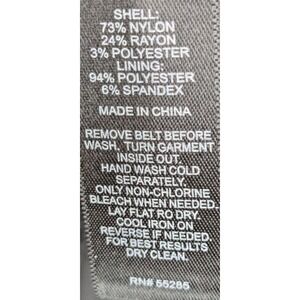 SHELL:
73% NYLON
24% RAYON
3% POLYESTER
LINING:
94% POLYESTER
6% SPANDEX
MADE IN CHINA
REMOVE BELT BEFORE
WASH. TURN GARMENT
INSIDE OUT.
HAND WASH COLD
SEPARATELY.
ONLY NON-CHLORINE
BLEACH WHEN NEEDED.
LAY FLAT RO DRY.
COOL IRON ON
REVERSE IF NEEDED
FOR BEST RESULTS
DRY CLEAN.
RN# 56285